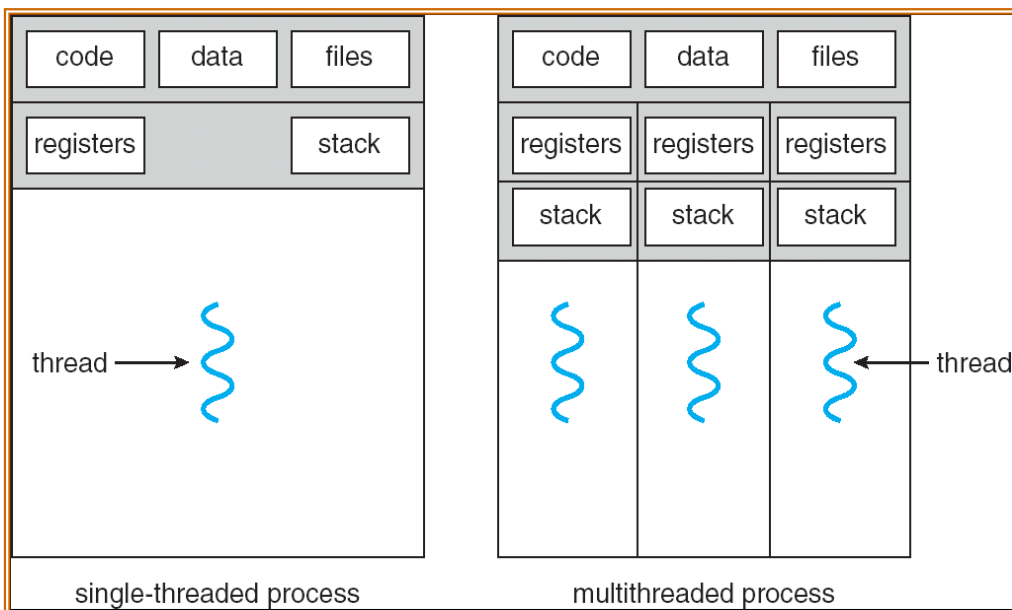 code data files code data files
registers stack registers registers registers
stack stack stack
thread thread
single-threaded process multithreaded process